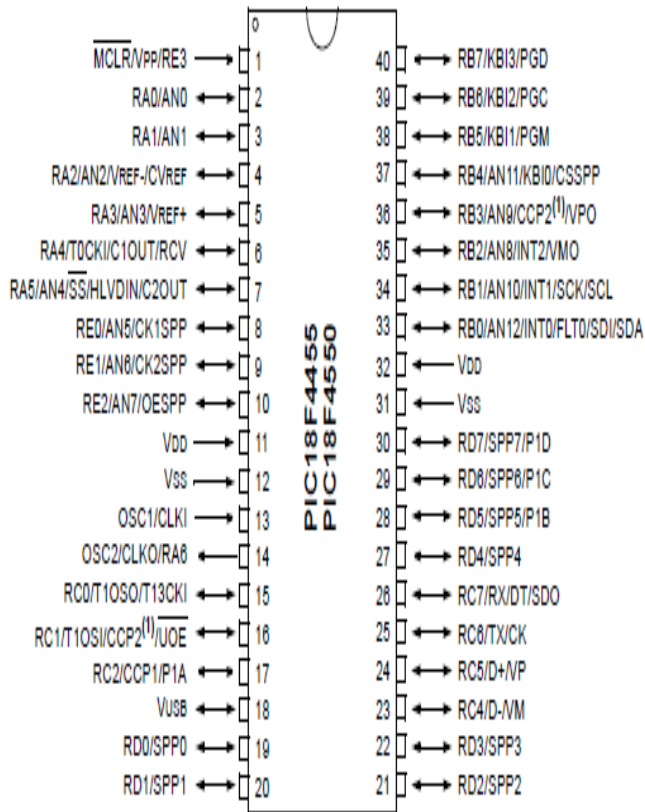 MCLR/VPP/RE3 1 40 RB7/KBI3/PGD
RA0/AN0 2 39 RB6/KBI2/PGC
RA1/AN1 3 38 RB5/KBI1/PGM
RA2/AN2/VREF-/CVREF 4 37 RB4/AN11/KBI0/CSSPP
RA3/AN3/VREF+ 5 36 RB3/AN9/CCP2(1)/VPO
RA4/T0CKI/C1OUT/RCV 6 35 RB2/AN8/INT2/VMO
RA5/AN4/SS/HLVDIN/C2OUT 7 34 RB1/AN10/INT1/SCK/SCL
RE0/AN5/CK1SPP 8 33 RB0/AN12/INT0/FLT0/SDI/SDA
RE1/AN6/CK2SPP 9 32 VDD
RE2/AN7/OESPP 10 31 VSS
VDD 11 30 RD7/SPP7/P1D
VSS 12 29 RD6/SPP6/P1C
OSC1/CLKI 13 28 RD5/SPP5/P1B
OSC2/CLKO/RA6 14 27 RD4/SPP4
RC0/T1OSO/T13CKI 15 26 RC7/RX/DT/SDO
RC1/T1OSI/CCP2(1)/UOE 16 25 RC6/TX/CK
RC2/CCP1/P1A 17 24 RC5/D+/VP
VUSB 18 23 RC4/D-/VM
RD0/SPP0 19 22 RD3/SPP3
RD1/SPP1 20 21 RD2/SPP2
PIC18F4455
PIC18F4550